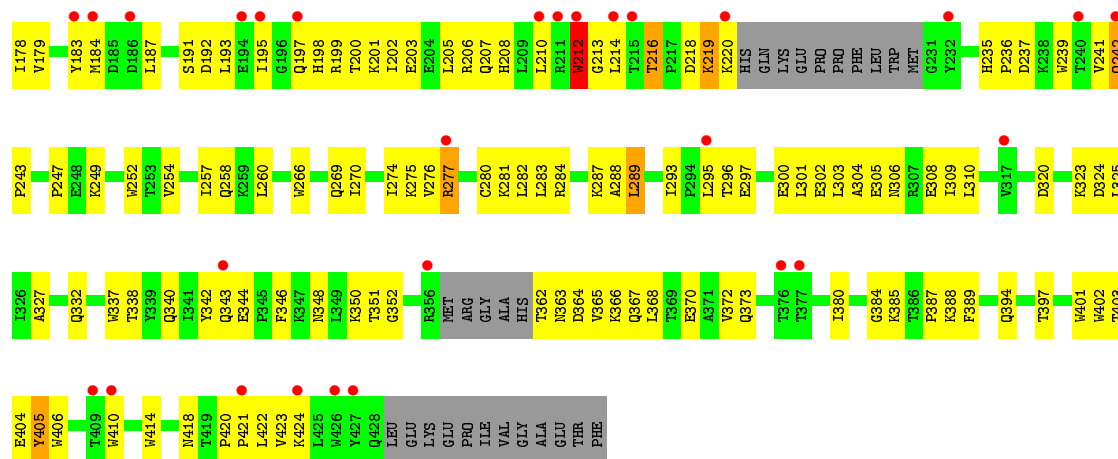 I178 V179 Y183 M184 D185 D186 L187 S191 D192 L193 E194 I195 G196 Q197 H198 R199 T200 K201 I202 E203 E204 L205 R206 Q207 H208 L209 L210 R211 W212 G213 L214 T215 T216 P217 D218 K219 K220 HIS GLN LYS GLU PRO PRO PHE LEU TRP MET G231 Y232 H235 P236 D237 K238 W239 T240 V241 Q242
P243 P247 E248 K249 W252 T253 V254 I257 Q258 K259 L260 W266 Q269 I270 I274 K275 V276 R277 C280 K281 L282 L283 R284 K287 A288 L289 I293 P294 L295 T296 E297 E300 L301 E302 L303 A304 E305 N306 R307 E308 L309 L310 V317 D320 K323 D324 L325
I326 A327 Q332 W337 T338 Y339 Q340 I341 Y342 Q343 E344 P345 F346 K347 N348 L349 K350 T351 G352 R356 MET ARG GLY ALA HIS T362 N363 D364 V365 K366 Q367 L368 T369 E370 A371 V372 Q373 T376 T377 I380 G384 K385 T386 P387 K388 F389 Q394 T397 W401 W402 T403
E404 Y405 W406 T409 W410 W414 N418 T419 P420 P421 L422 V423 K424 L425 W426 Y427 Q428 LEU GLU LYS GLU PRO ILE VAL GLY ALA GLU THR PHE